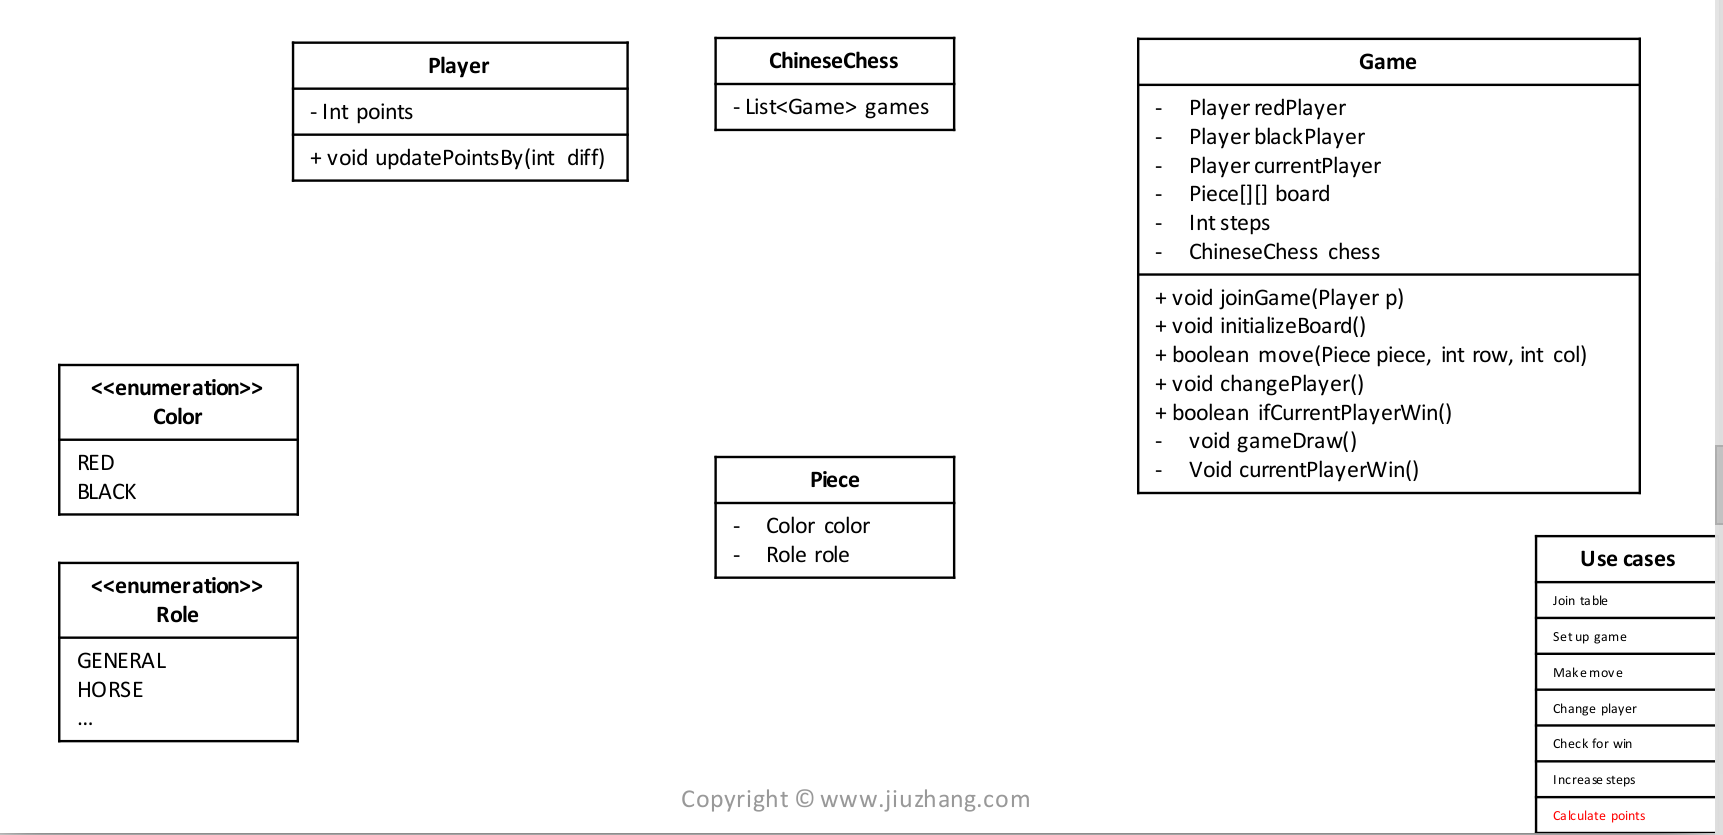 Player
- Int points
+ void updatePointsBy(int diff)
ChineseChess
- List<Game> games
Game
- Player redPlayer
- Player blackPlayer
- Player currentPlayer
- Piece[][] board
- Int steps
- ChineseChess chess
+ void joinGame(Player p)
+ void initializeBoard()
+ boolean move(Piece piece, int row, int col)
+ void changePlayer()
+ boolean ifCurrentPlayerWin()
- void gameDraw()
- Void currentPlayerWin()
<<enumeration>>
Color
RED
BLACK
<<enumeration>>
Role
GENERAL
HORSE
...
Piece
- Color color
- Role role
Use cases
Join table
Set up game
Make move
Change player
Check for win
Increase steps
Calculate points
Copyright © www.jiuzhang.com